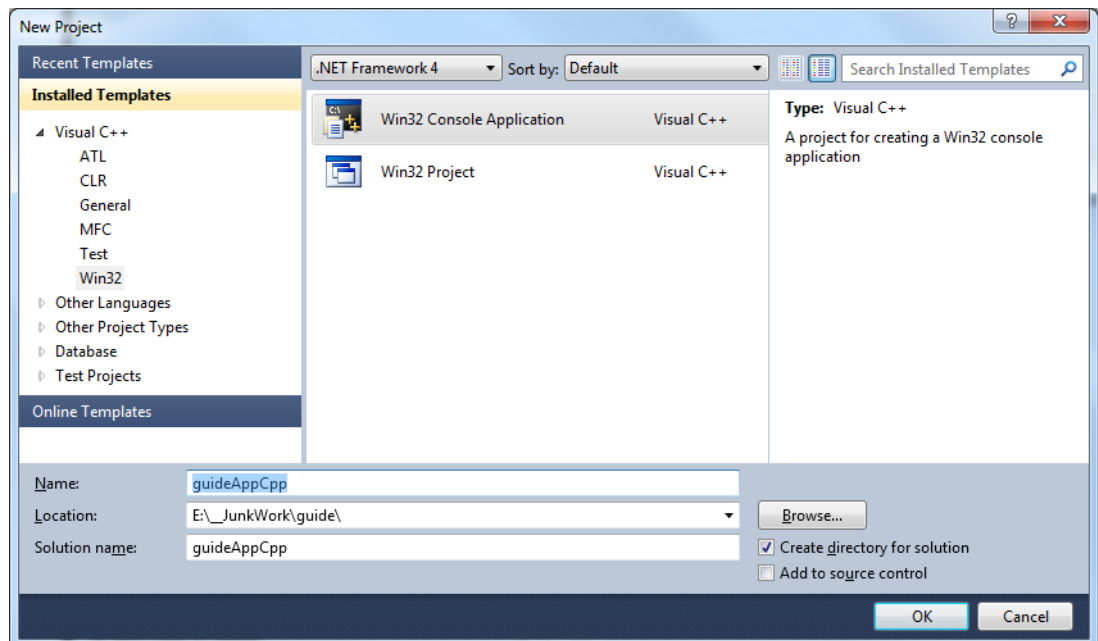 New Project
?
Recent Templates
Installed Templates
Visual C++
ATL
CLR
General
MFC
Test
Win32
Other Languages
Other Project Types
Database
Test Projects
Online Templates
.NET Framework 4 Sort by: Default Search Installed Templates
C:\ Win32 Console Application Visual C++
Win32 Project Visual C++
Type: Visual C++
A project for creating a Win32 console
application
Name: guideAppCpp
Location: E:\_JunkWork\guide\ Browse...
Solution name: guideAppCpp Create directory for solution
Add to source control
OK Cancel